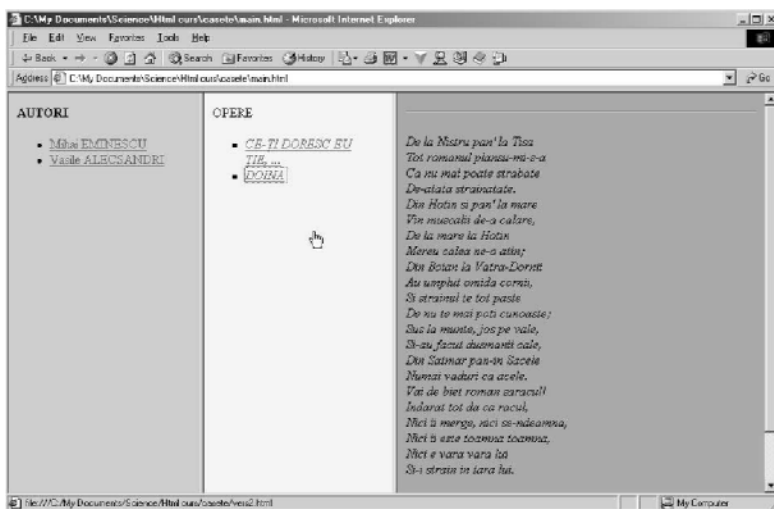 C:\My Documents\Science\Html curs\casete\main.html - Microsoft Internet Explorer
File Edit View Favorites Tools Help
Back Search Favorites History
Address C:\My Documents\Science\Html curs\casete\main.html Go
AUTORI
Mihai EMINESCU
Vasile ALECSANDRI
OPERE
CE-ȚI DORESC EU
ȚIE, ...
DOINA
De la Nistru pan' la Tisa
Tot romanul plansu-mi-s-a
Ca nu mai poate strabate
De-atata strainatate.
Din Hotin si pan' la mare
Vin muscalii de-a calare,
De la mare la Hotin
Mereu calea ne-o atin;
Din Boian la Vatra-Dornii
Au umplut omida cornii,
Si strainul te tot paste
De nu te mai poti cunoaste;
Sus la munte, jos pe vale,
Si-au facut dusmanii cale,
Din Satmar pan-in Sacele
Numai vaduri ca acele.
Vai de biet roman saracul!
Indarat tot da ca racul,
Nici ii merge, nici se-ndeamna,
Nici ii este toamna toamna,
Nici e vara vara lui
Si-i strain in tara lui.
file:///C:/My Documents/Science/Html curs/casete/vers2.html My Computer